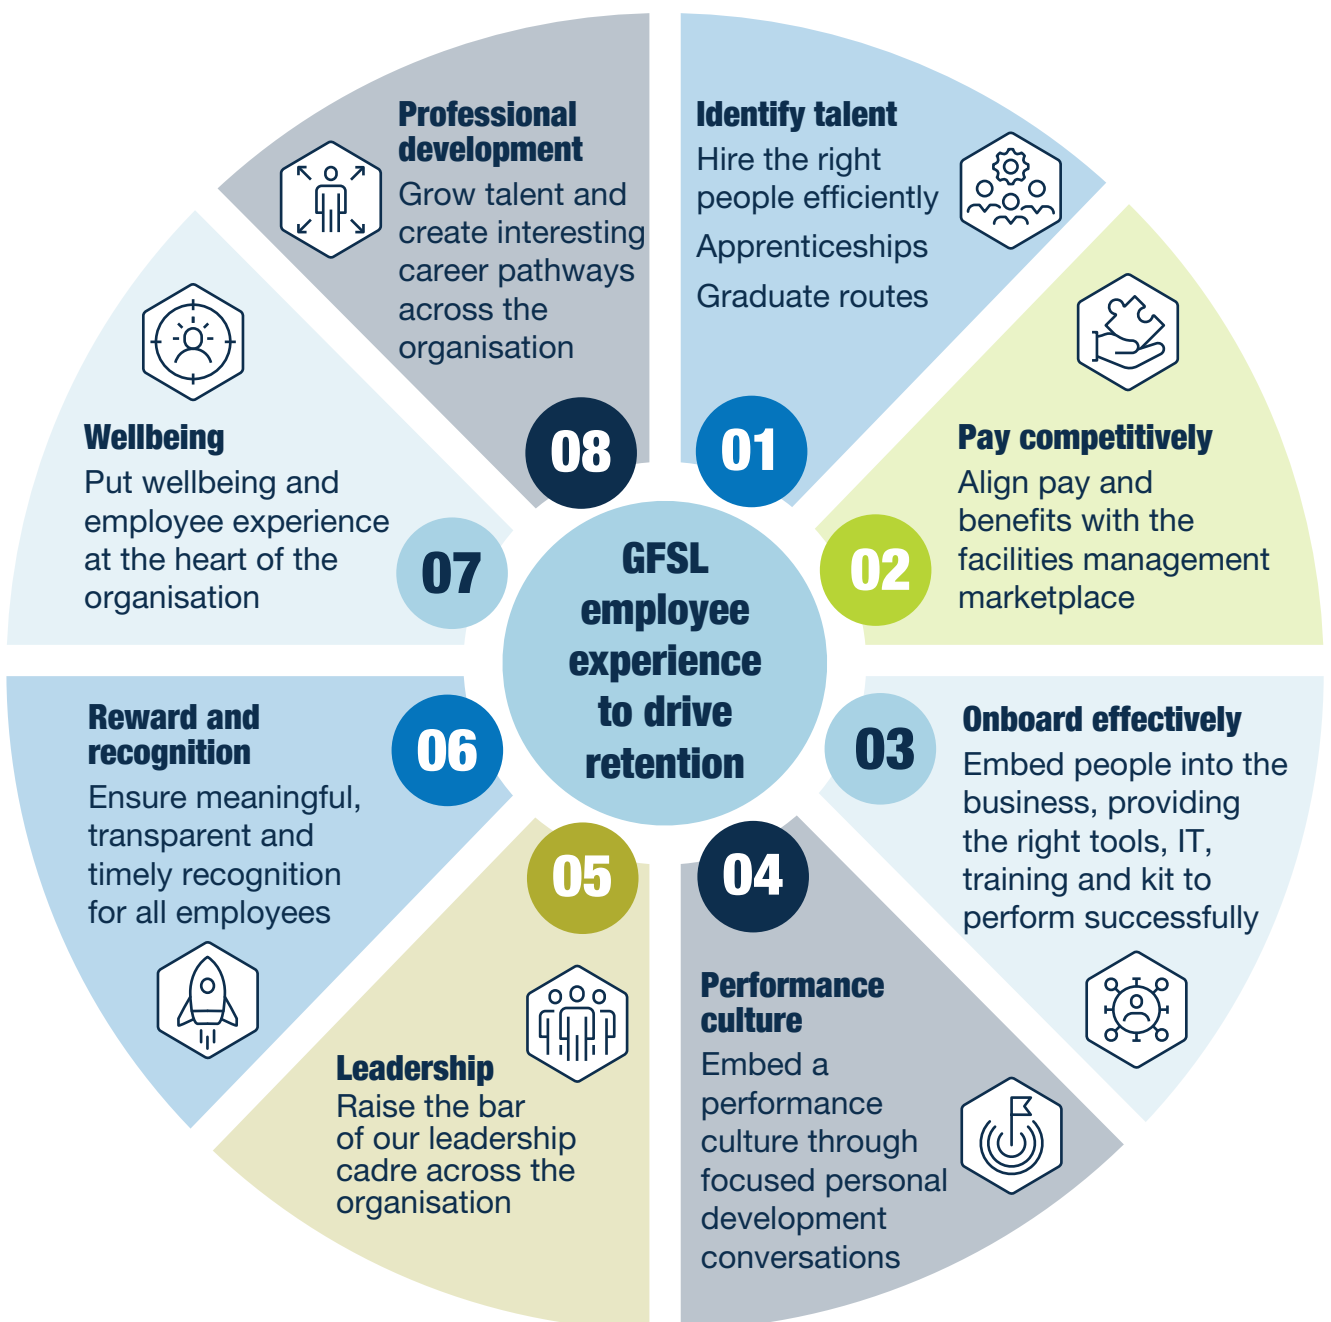 GFSL
employee
experience
to drive
retention
01
Identify talent
Hire the right
people efficiently
Apprenticeships
Graduate routes
02
Pay competitively
Align pay and
benefits with the
facilities management
marketplace
03
Onboard effectively
Embed people into the
business, providing
the right tools, IT,
training and kit to
perform successfully
04
Performance
culture
Embed a
performance
culture through
focused personal
development
conversations
05
Leadership
Raise the bar
of our leadership
cadre across the
organisation
06
Reward and
recognition
Ensure meaningful,
transparent and
timely recognition
for all employees
07
Wellbeing
Put wellbeing and
employee experience
at the heart of the
organisation
08
Professional
development
Grow talent and
create interesting
career pathways
across the
organisation